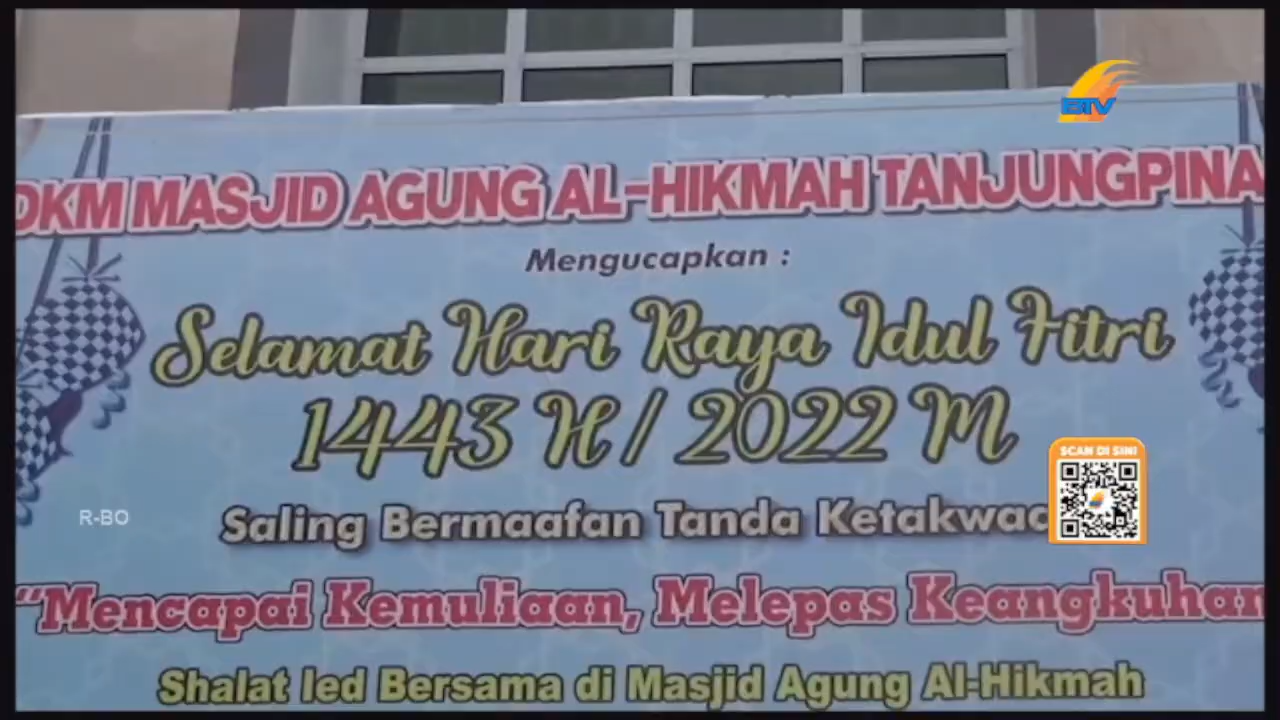 BTV
DKM MASJID AGUNG AL-HIKMAH TANJUNGPINA
Mengucapkan :
Selamat Hari Raya Idul Fitri
1443 H / 2022 M
SCAN DI SINI
R-BO
Saling Bermaafan Tanda Ketakwaa
"Mencapai Kemuliaan, Melepas Keangkuhan
Shalat Ied Bersama di Masjid Agung Al-Hikmah